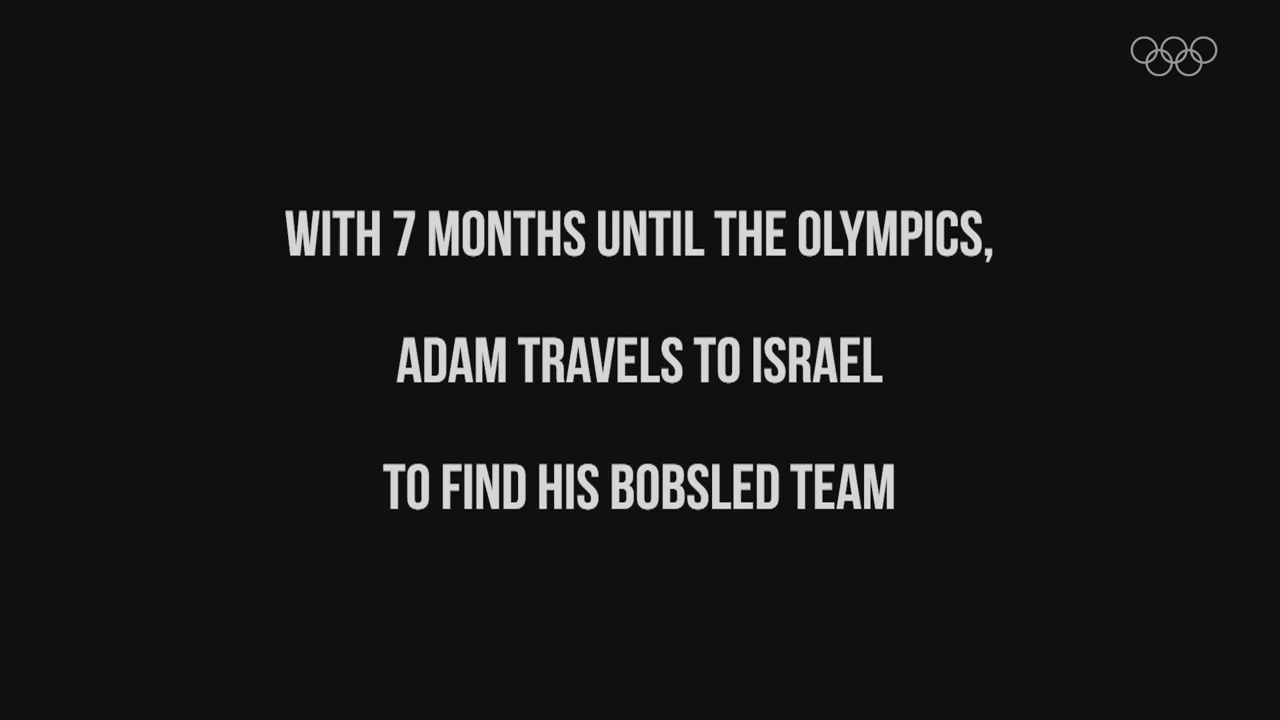 WITH 7 MONTHS UNTIL THE OLYMPICS,
ADAM TRAVELS TO ISRAEL
TO FIND HIS BOBSLED TEAM